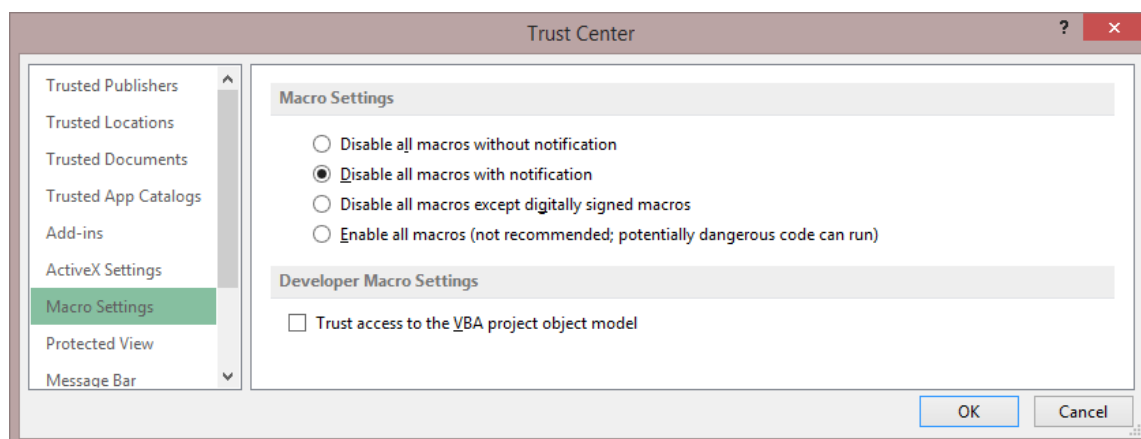 Trust Center
?
Trusted Publishers
Trusted Locations
Trusted Documents
Trusted App Catalogs
Add-ins
ActiveX Settings
Macro Settings
Protected View
Message Bar
Macro Settings
Disable all macros without notification
Disable all macros with notification
Disable all macros except digitally signed macros
Enable all macros (not recommended; potentially dangerous code can run)
Developer Macro Settings
Trust access to the VBA project object model
OK
Cancel